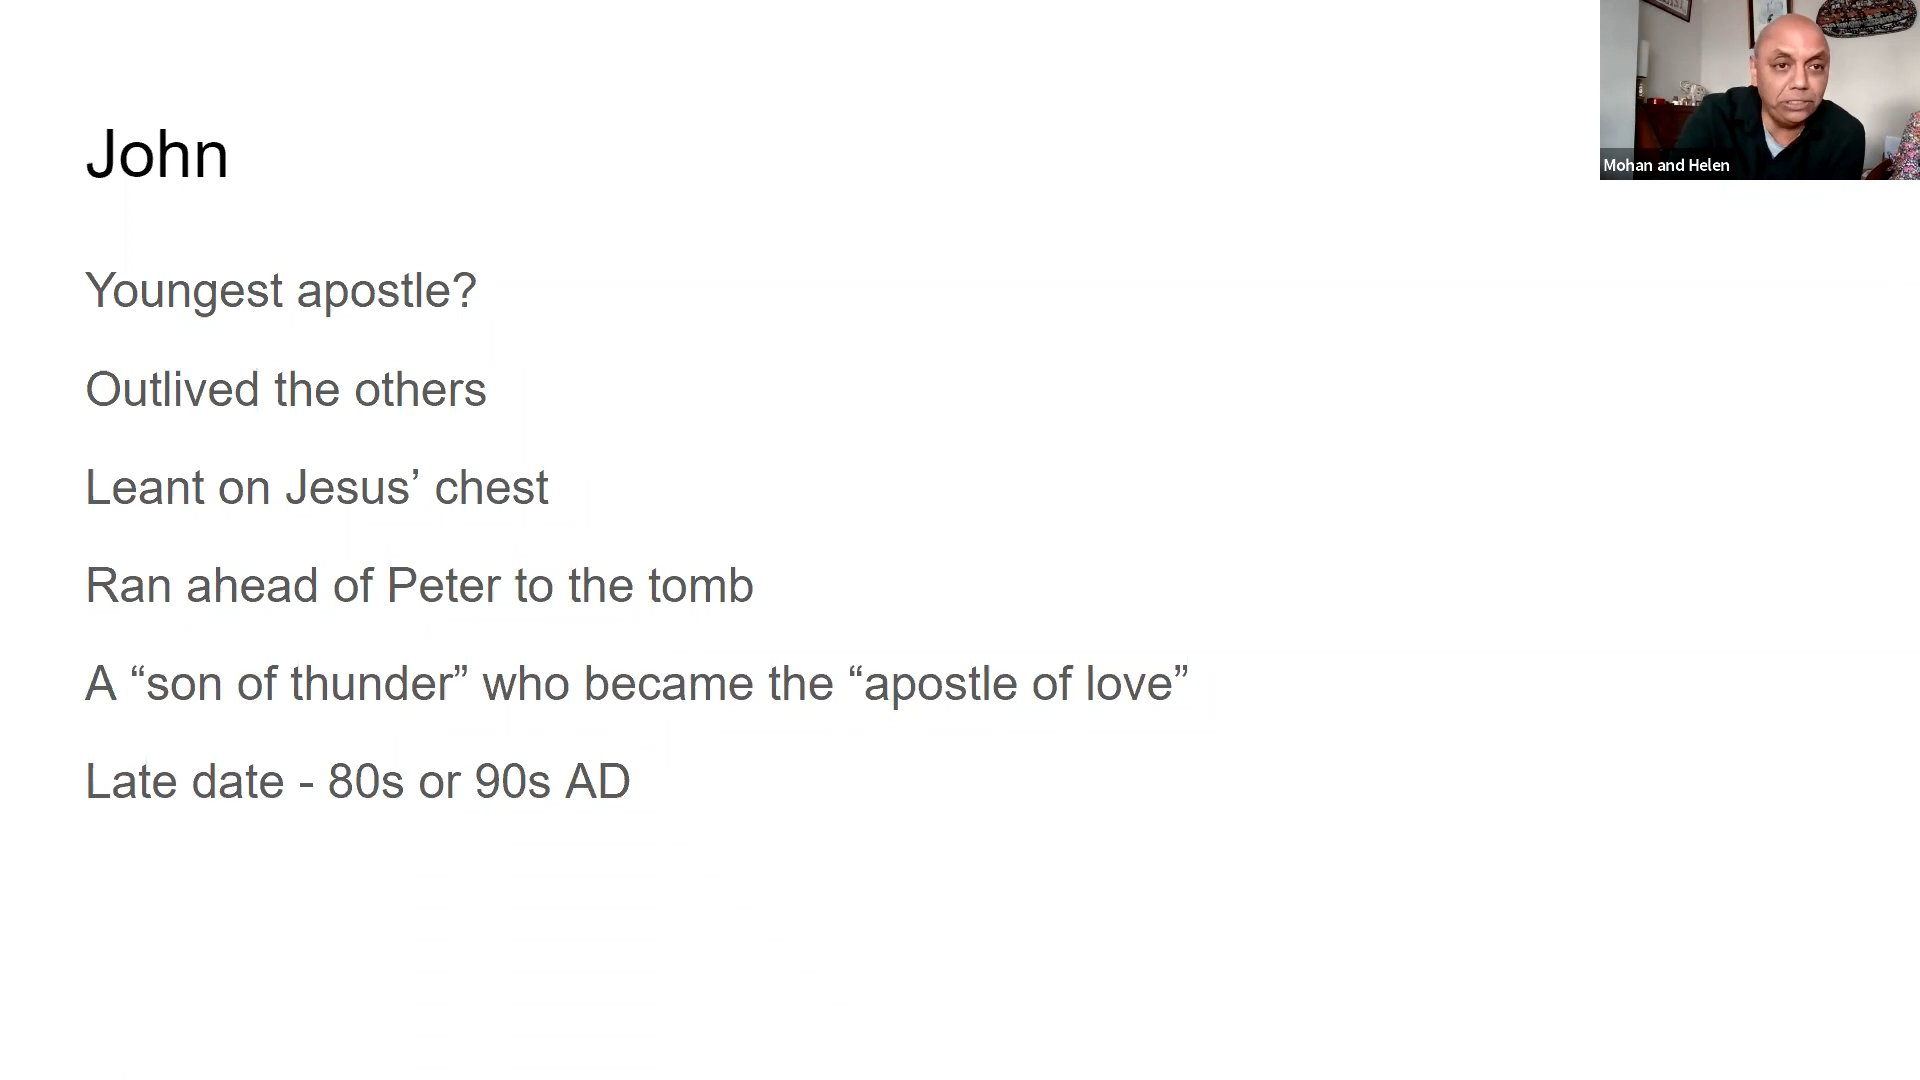 John
Youngest apostle?
Outlived the others
Leant on Jesus’ chest
Ran ahead of Peter to the tomb
A “son of thunder” who became the “apostle of love”
Late date - 80s or 90s AD
Mohan and Helen